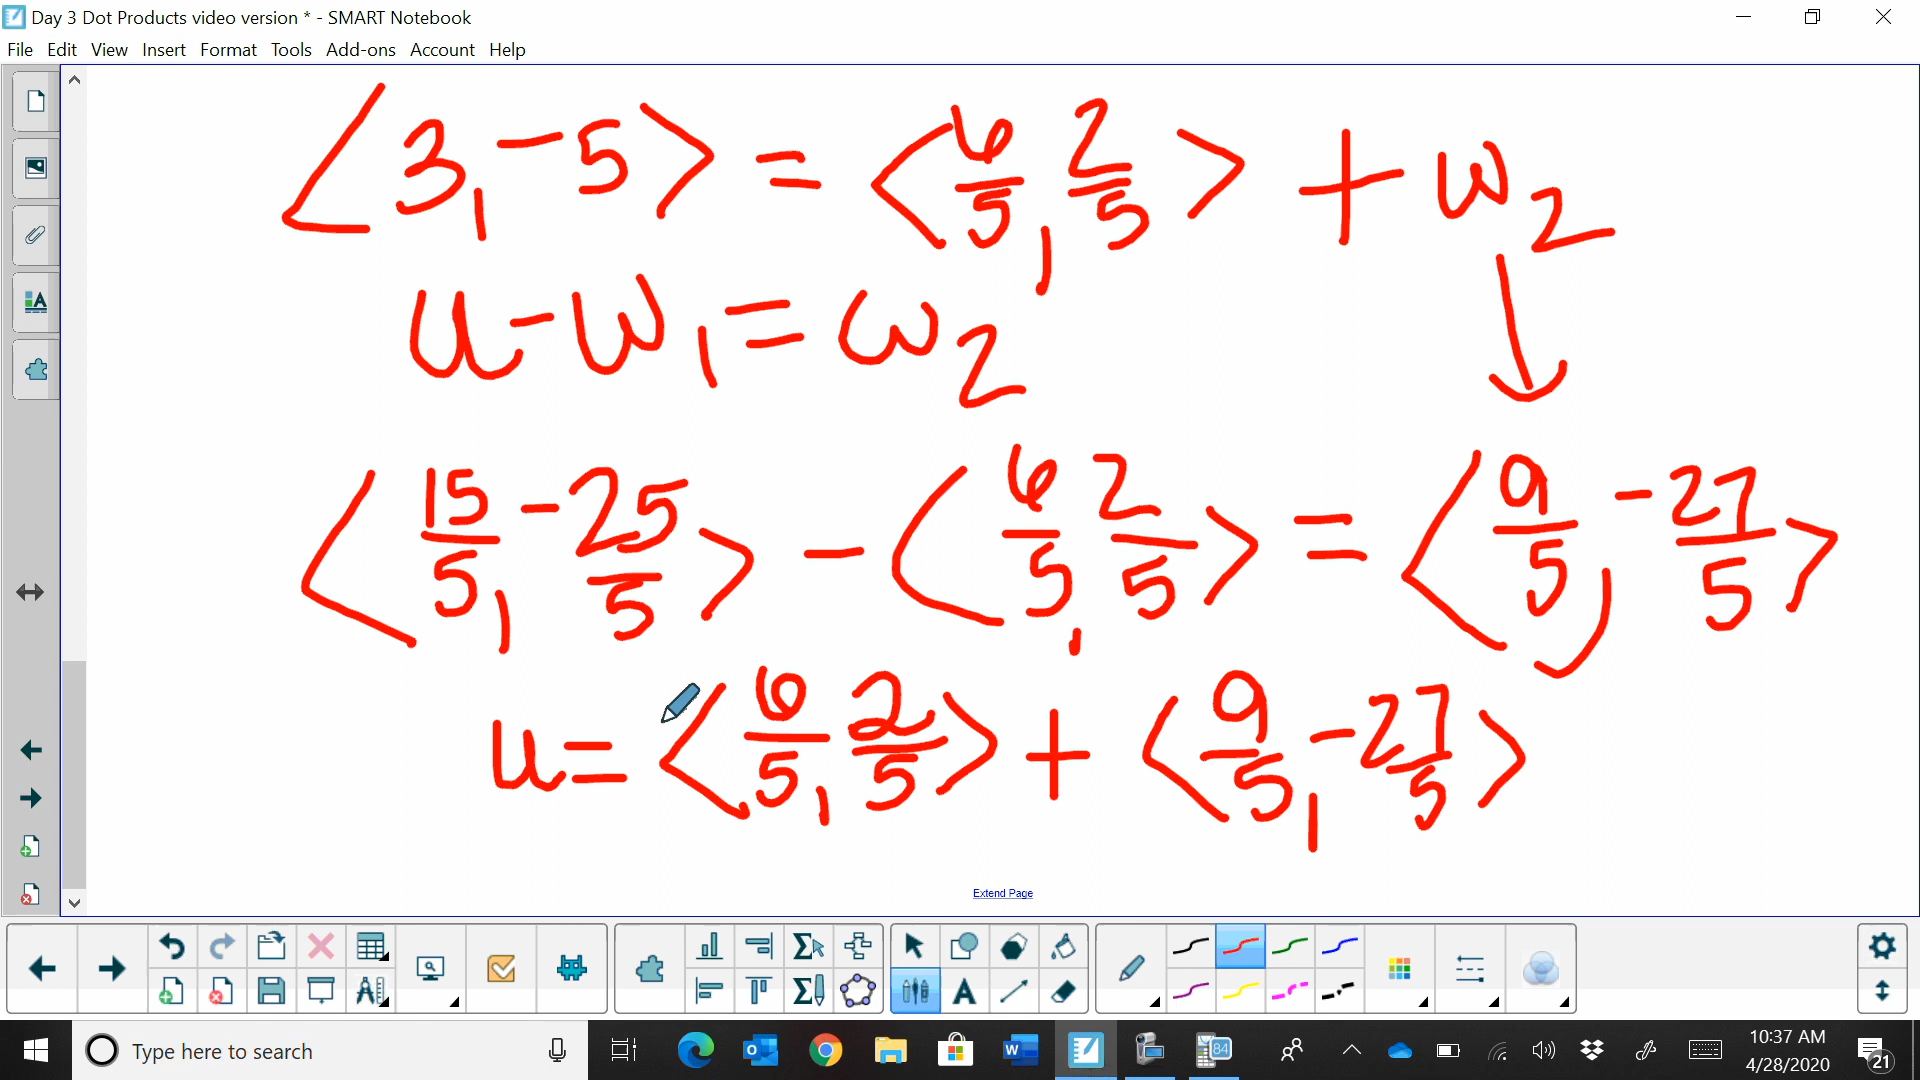 Day 3 Dot Products video version * - SMART Notebook
File Edit View Insert Format Tools Add-ons Account Help
⟨3, -5⟩ = ⟨6/5, 2/5⟩ + w₂
u - w₁ = w₂
⟨15/5, -25/5⟩ - ⟨6/5, 2/5⟩ = ⟨9/5, -27/5⟩
u = ⟨6/5, 2/5⟩ + ⟨9/5, -27/5⟩
Extend Page
Type here to search
84
10:37 AM
4/28/2020
21